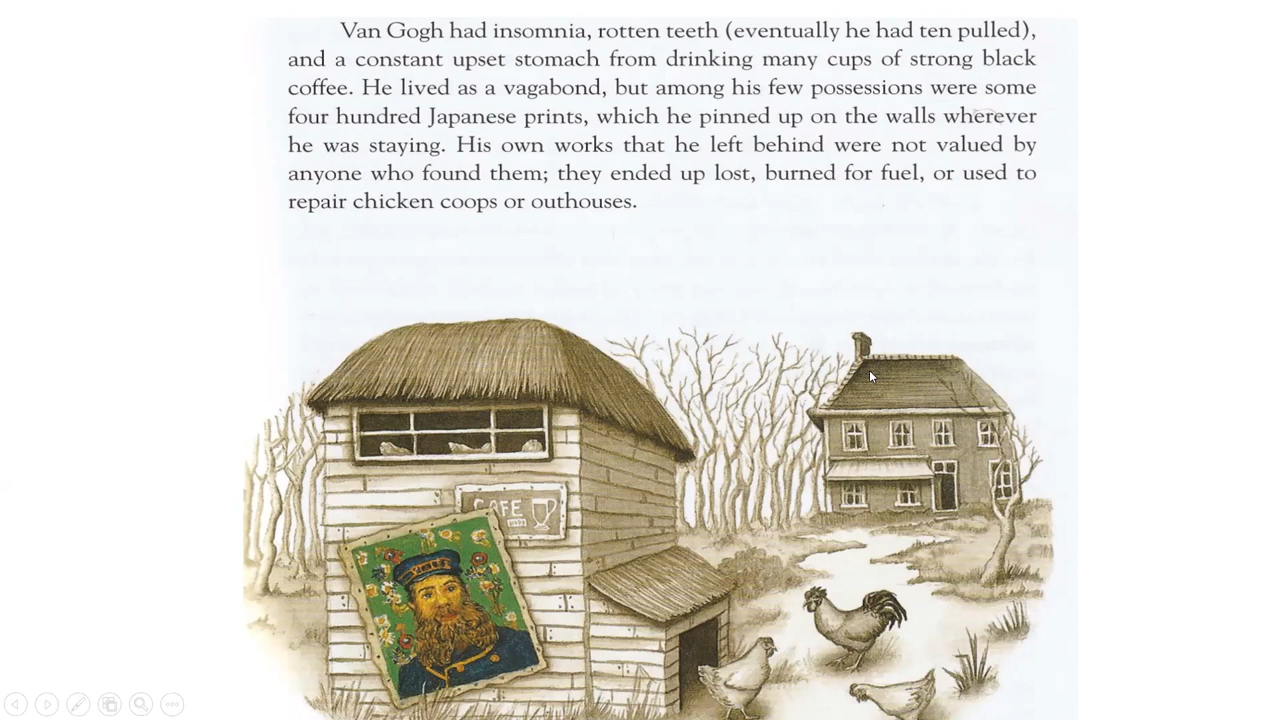 Van Gogh had insomnia, rotten teeth (eventually he had ten pulled),
and a constant upset stomach from drinking many cups of strong black
coffee. He lived as a vagabond, but among his few possessions were some
four hundred Japanese prints, which he pinned up on the walls wherever
he was staying. His own works that he left behind were not valued by
anyone who found them; they ended up lost, burned for fuel, or used to
repair chicken coops or outhouses.
CAFE